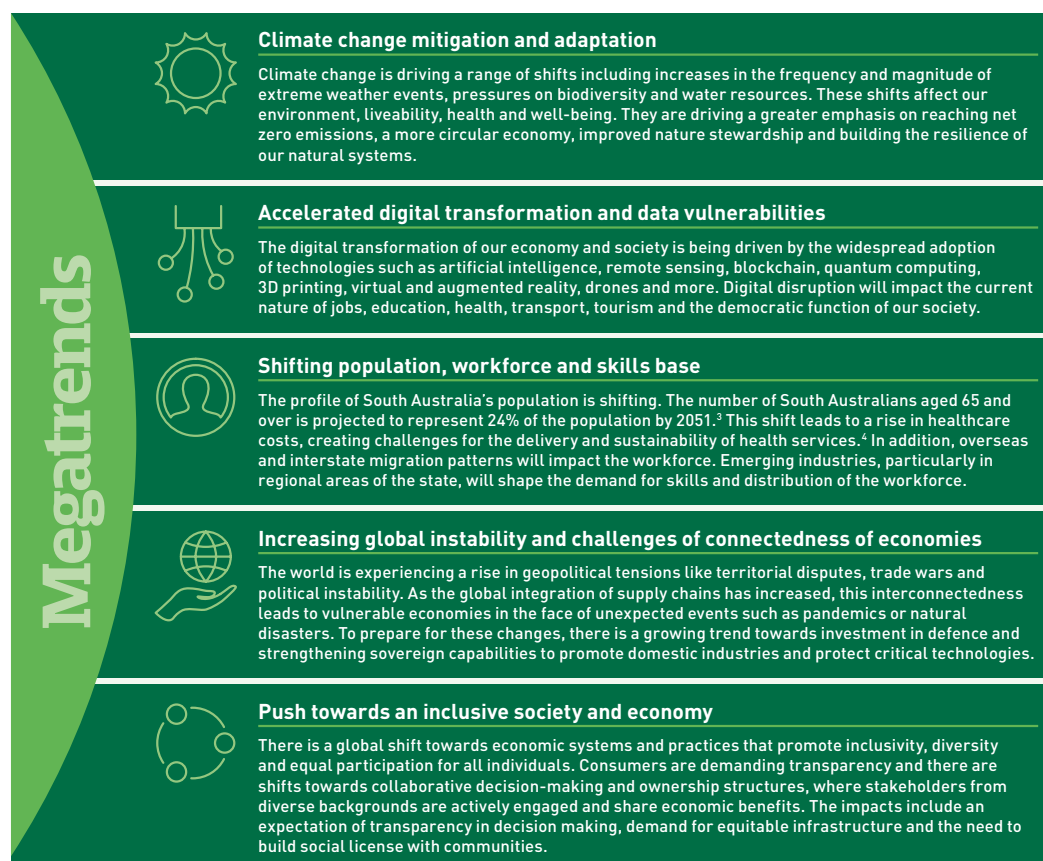 Megatrends
Climate change mitigation and adaptation
Climate change is driving a range of shifts including increases in the frequency and magnitude of
extreme weather events, pressures on biodiversity and water resources. These shifts affect our
environment, liveability, health and well-being. They are driving a greater emphasis on reaching net
zero emissions, a more circular economy, improved nature stewardship and building the resilience of
our natural systems.
Accelerated digital transformation and data vulnerabilities
The digital transformation of our economy and society is being driven by the widespread adoption
of technologies such as artificial intelligence, remote sensing, blockchain, quantum computing,
3D printing, virtual and augmented reality, drones and more. Digital disruption will impact the current
nature of jobs, education, health, transport, tourism and the democratic function of our society.
Shifting population, workforce and skills base
The profile of South Australia's population is shifting. The number of South Australians aged 65 and
over is projected to represent 24% of the population by 2051.³ This shift leads to a rise in healthcare
costs, creating challenges for the delivery and sustainability of health services.⁴ In addition, overseas
and interstate migration patterns will impact the workforce. Emerging industries, particularly in
regional areas of the state, will shape the demand for skills and distribution of the workforce.
Increasing global instability and challenges of connectedness of economies
The world is experiencing a rise in geopolitical tensions like territorial disputes, trade wars and
political instability. As the global integration of supply chains has increased, this interconnectedness
leads to vulnerable economies in the face of unexpected events such as pandemics or natural
disasters. To prepare for these changes, there is a growing trend towards investment in defence and
strengthening sovereign capabilities to promote domestic industries and protect critical technologies.
Push towards an inclusive society and economy
There is a global shift towards economic systems and practices that promote inclusivity, diversity
and equal participation for all individuals. Consumers are demanding transparency and there are
shifts towards collaborative decision-making and ownership structures, where stakeholders from
diverse backgrounds are actively engaged and share economic benefits. The impacts include an
expectation of transparency in decision making, demand for equitable infrastructure and the need to
build social license with communities.